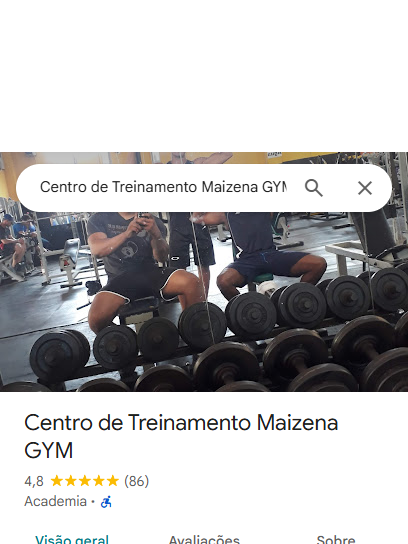 Centro de Treinamento Maizena GYM
Centro de Treinamento Maizena
GYM
4,8 (86)
Academia ·
Visão geral Avaliações Sobre